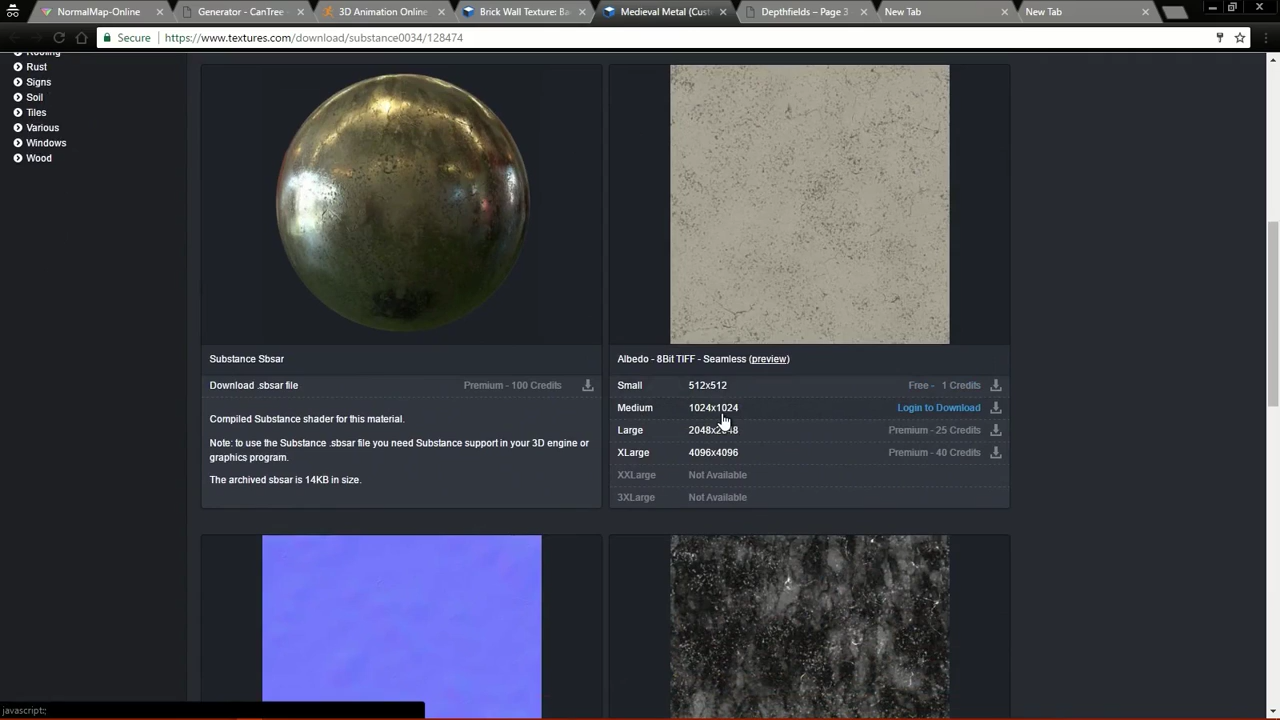 NormalMap-Online
Generator - CanTree
3D Animation Online
Brick Wall Texture: Ba
Medieval Metal (Cust
Depthfields – Page 3
New Tab
New Tab
Secure
https://www.textures.com/download/substance0034/128474
Rust
Signs
Soil
Tiles
Various
Windows
Wood
Substance Sbsar
Download .sbsar file Premium - 100 Credits
Compiled Substance shader for this material.
Note: to use the Substance .sbsar file you need Substance support in your 3D engine or
graphics program.
The archived sbsar is 14KB in size.
Albedo - 8Bit TIFF - Seamless (preview)
Small 512x512 Free - 1 Credits
Medium 1024x1024 Login to Download
Large 2048x2048 Premium - 25 Credits
XLarge 4096x4096 Premium - 40 Credits
XXLarge Not Available
3XLarge Not Available
javascript:;